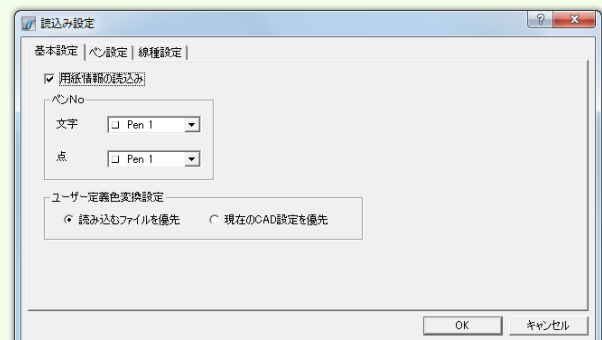 読込み設定
基本設定 ペン設定 線種設定
用紙情報の読込み
ペンNo
文字 Pen 1
点 Pen 1
ユーザー定義色変換設定
読み込むファイルを優先 現在のCAD設定を優先
OK キャンセル